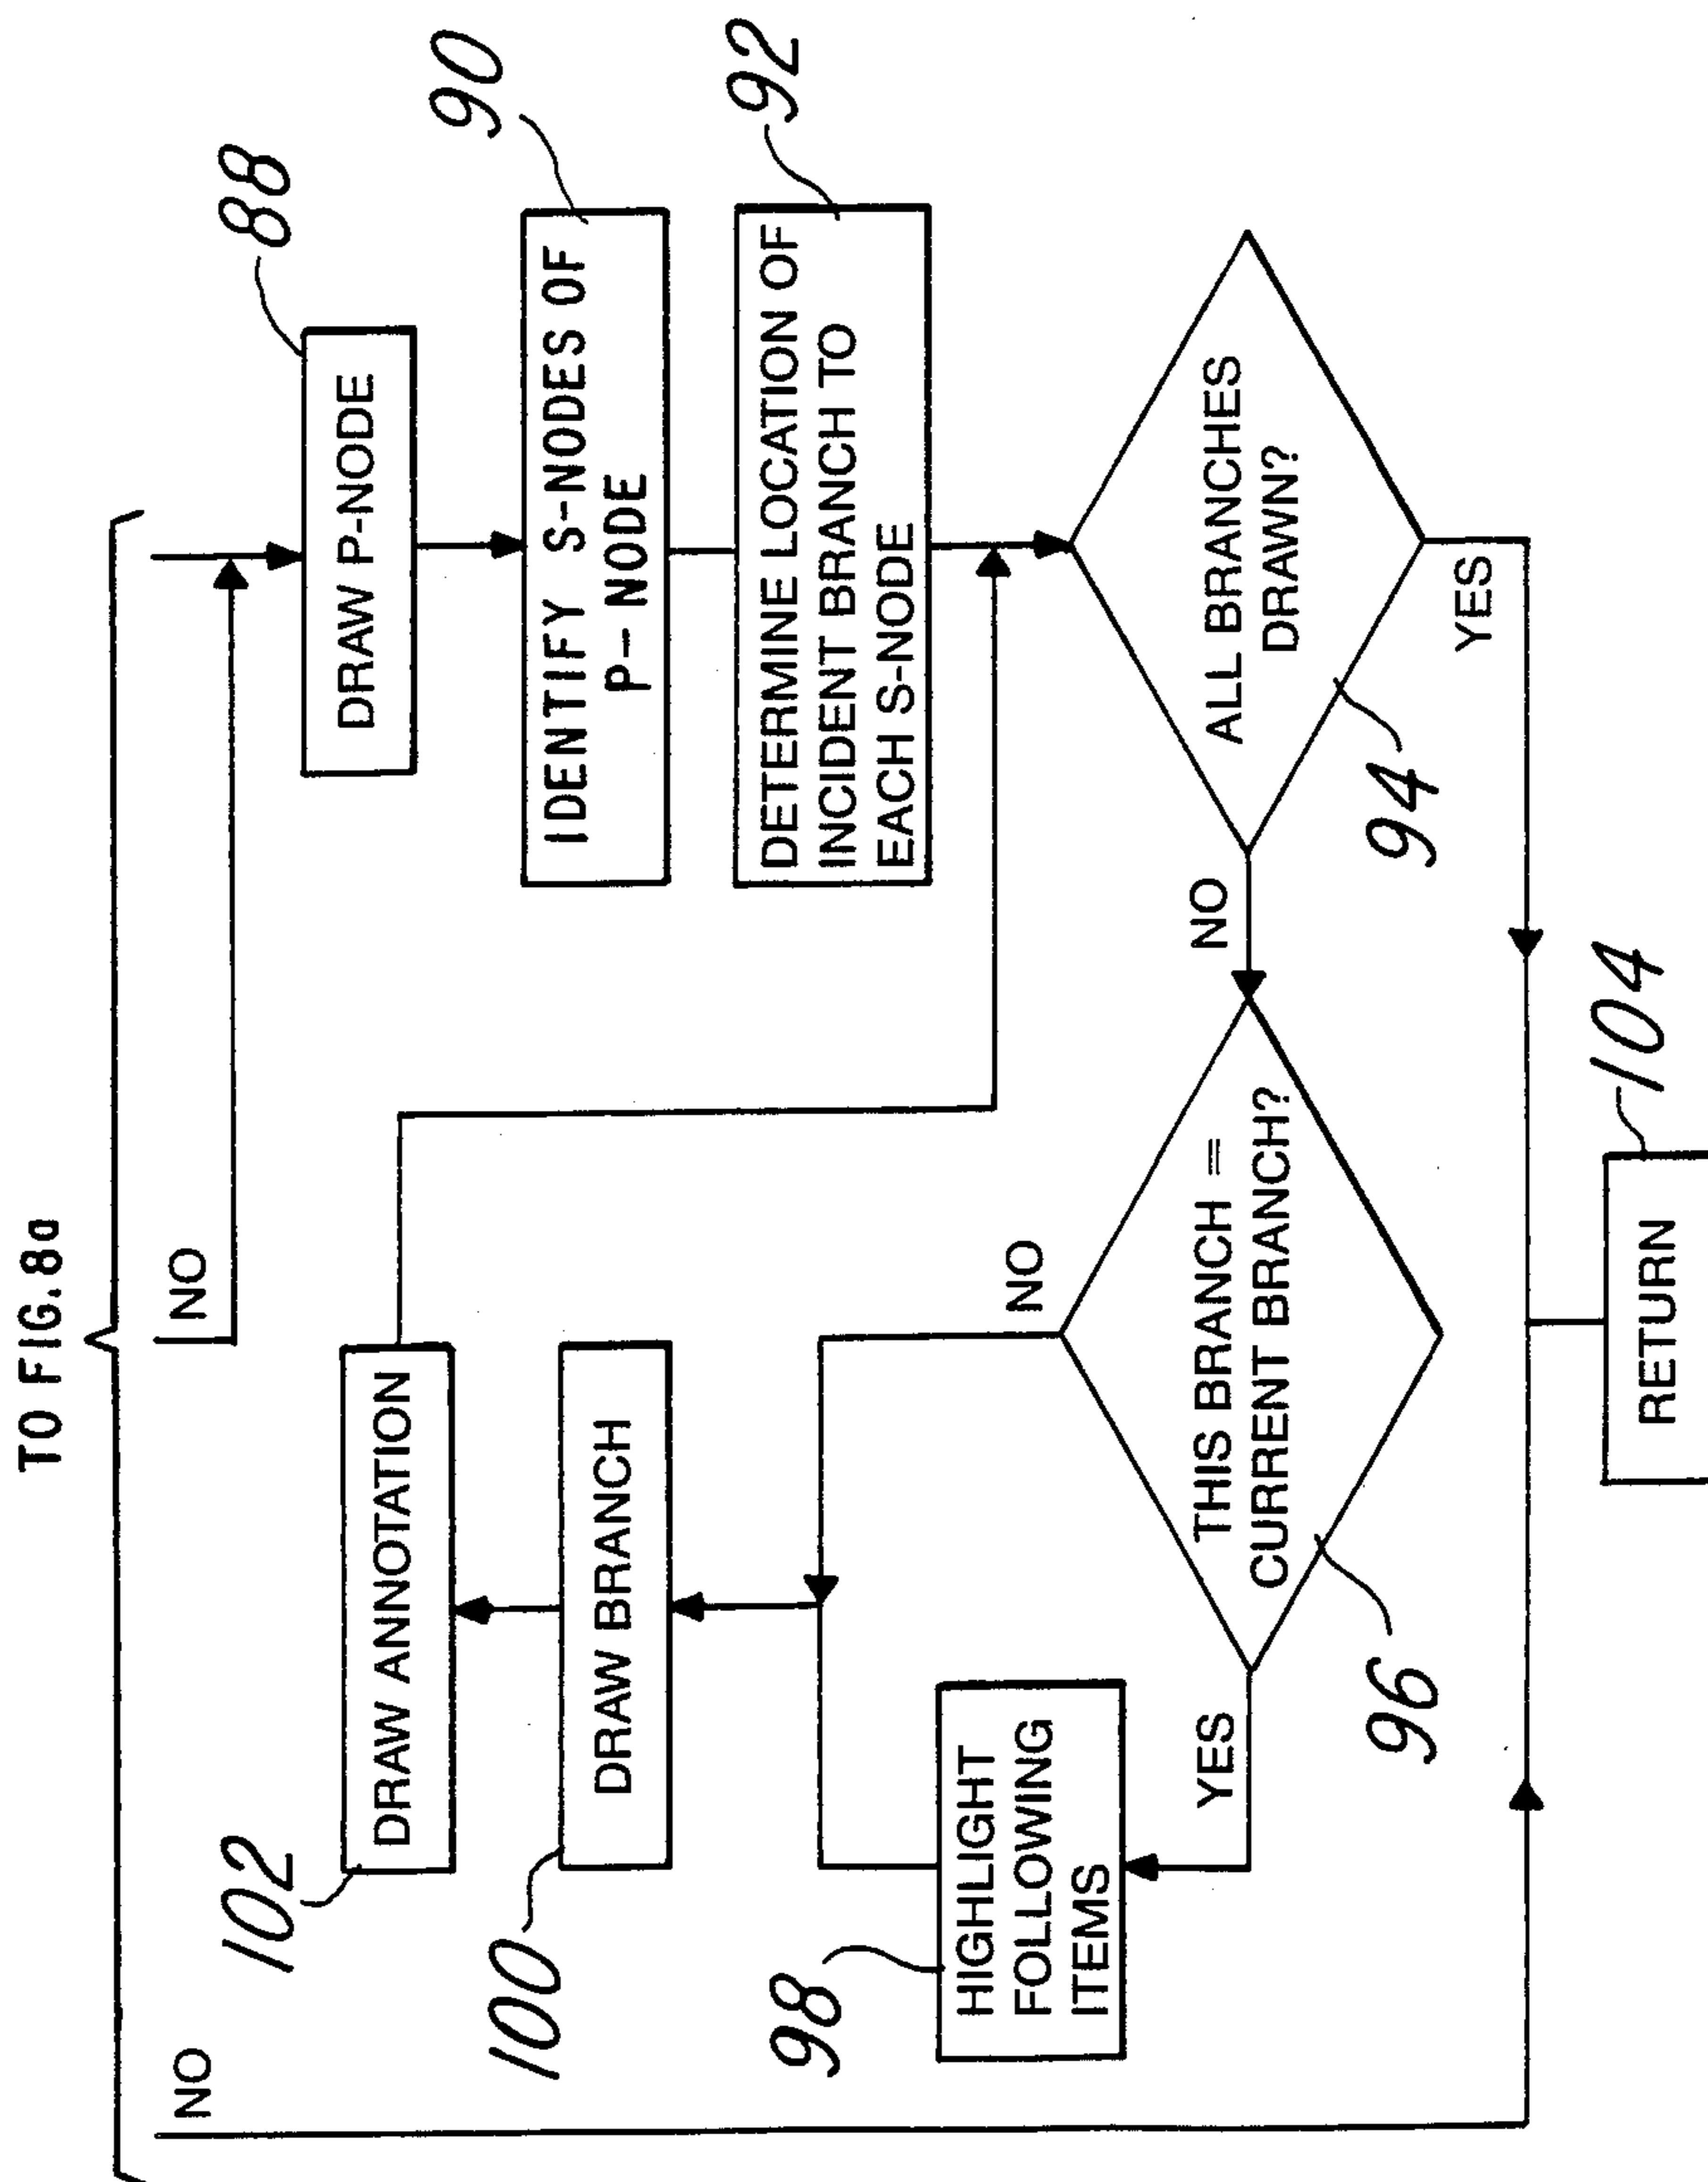 TO FIG. 8a
NO
NO
88
DRAW P-NODE
90
IDENTIFY S-NODES OF
P-NODE
92
DETERMINE LOCATION OF
INCIDENT BRANCH TO
EACH S-NODE
ALL BRANCHES
DRAWN?
94
YES
NO
THIS BRANCH =
CURRENT BRANCH?
96
NO
YES
HIGHLIGHT
FOLLOWING
ITEMS
98
DRAW BRANCH
100
DRAW ANNOTATION
102
RETURN
104